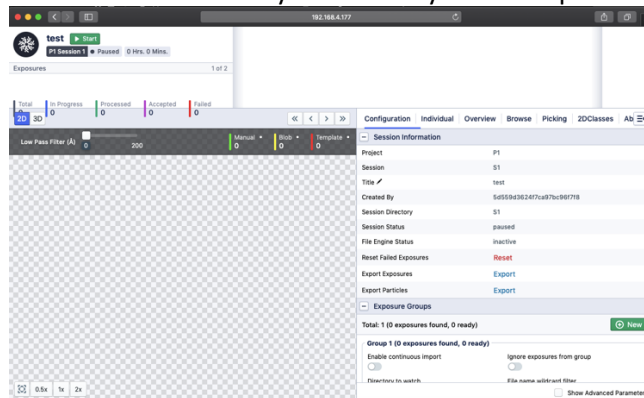 192.168.4.177
test Start
P1 Session 1 Paused 0 Hrs. 0 Mins.
Exposures 1 of 2
Total In Progress Processed Accepted Failed
0 0 0 0
2D 3D
Low Pass Filter (Å) 0 200
Manual Blob Template
0 0 0
0.5x 1x 2x
Configuration Individual Overview Browse Picking 2DClasses Ab
Session Information
Project P1
Session S1
Title test
Created By
Session Directory S1
Session Status paused
File Engine Status inactive
Reset Failed Exposures Reset
Export Exposures Export
Export Particles Export
Exposure Groups
Total: 1 (0 exposures found, 0 ready) New
Group 1 (0 exposures found, 0 ready)
Enable continuous import Ignore exposures from group
Directory to watch File name wildcard filter
Show Advanced Parameter